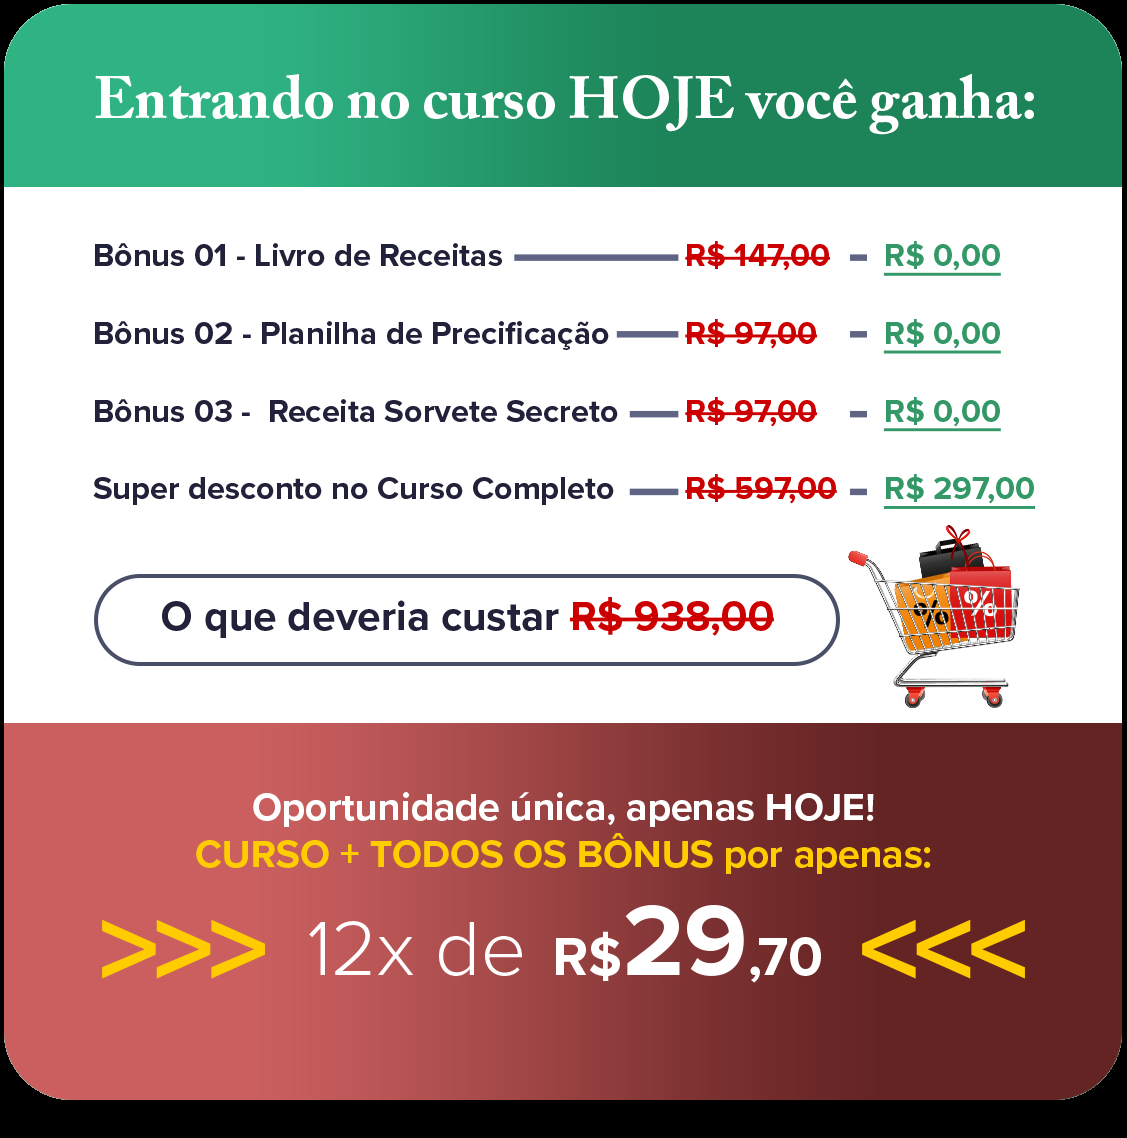 Entrando no curso HOJE você ganha:
Bônus 01 - Livro de Receitas R$ 147,00 - R$ 0,00
Bônus 02 - Planilha de Precificação R$ 97,00 - R$ 0,00
Bônus 03 - Receita Sorvete Secreto R$ 97,00 - R$ 0,00
Super desconto no Curso Completo R$ 597,00 - R$ 297,00
O que deveria custar R$ 938,00
% %
Oportunidade única, apenas HOJE!
CURSO + TODOS OS BÔNUS por apenas:
>>> 12x de R$29,70 <<<